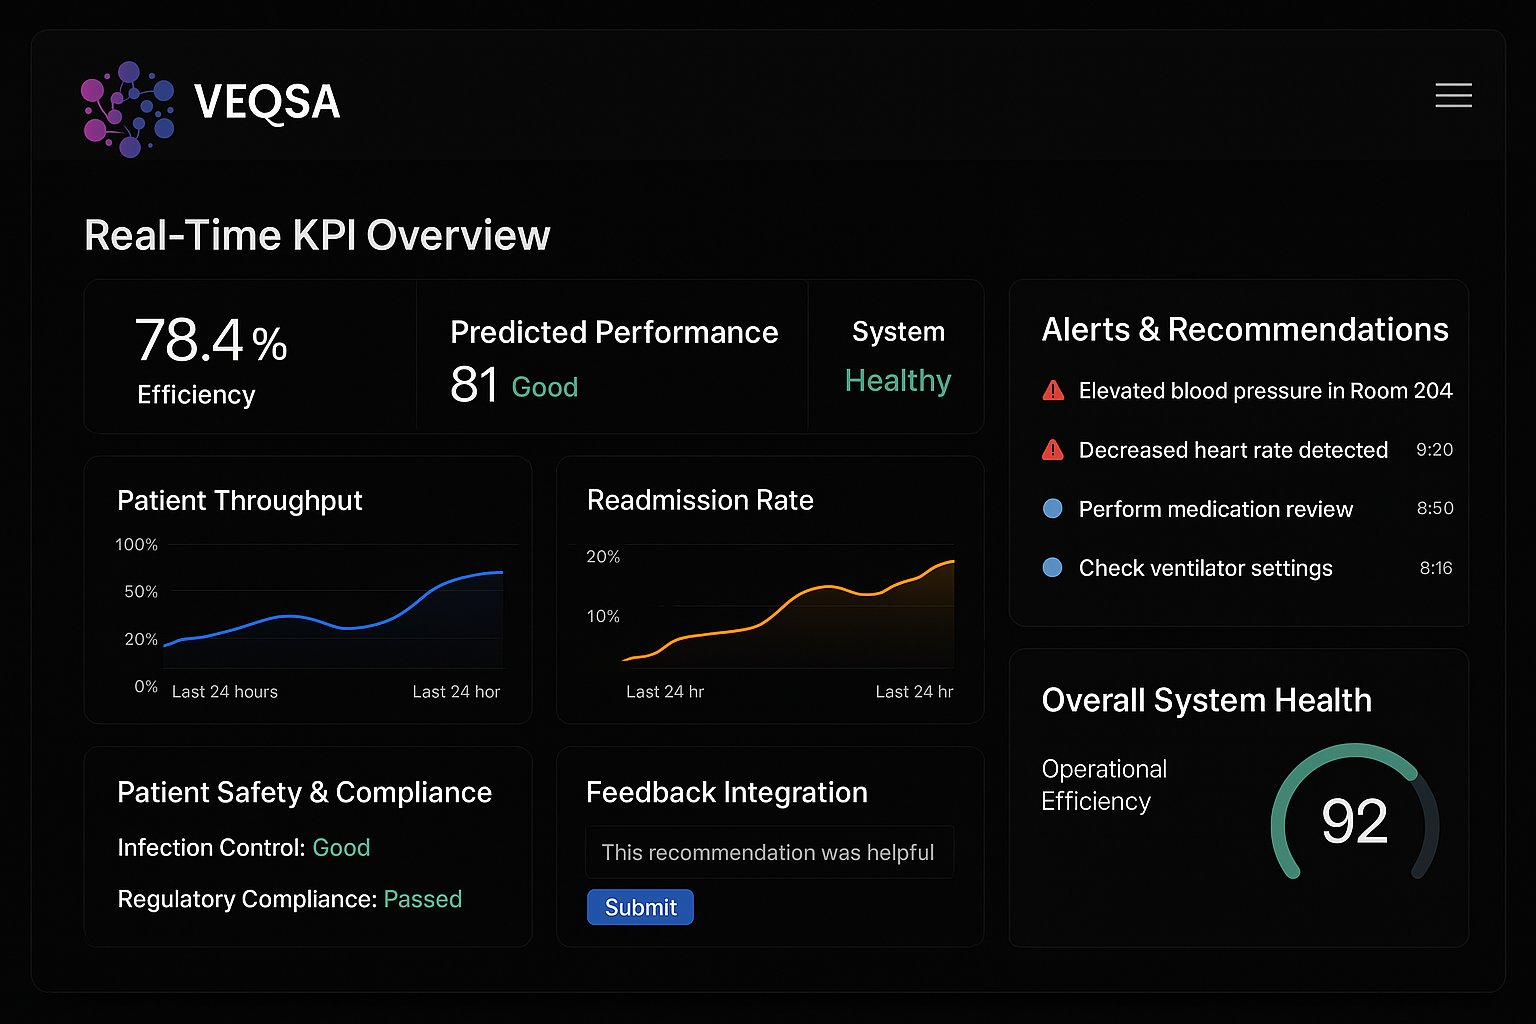 VEQSA
Real-Time KPI Overview
78.4%
Efficiency
Predicted Performance
81 Good
System
Healthy
Alerts & Recommendations
Elevated blood pressure in Room 204
Decreased heart rate detected 9:20
Perform medication review 8:50
Check ventilator settings 8:16
Patient Throughput
100%
50%
20%
0%
Last 24 hours Last 24 hor
Readmission Rate
20%
10%
Last 24 hr Last 24 hr
Overall System Health
Operational
Efficiency
92
Patient Safety & Compliance
Infection Control: Good
Regulatory Compliance: Passed
Feedback Integration
This recommendation was helpful
Submit